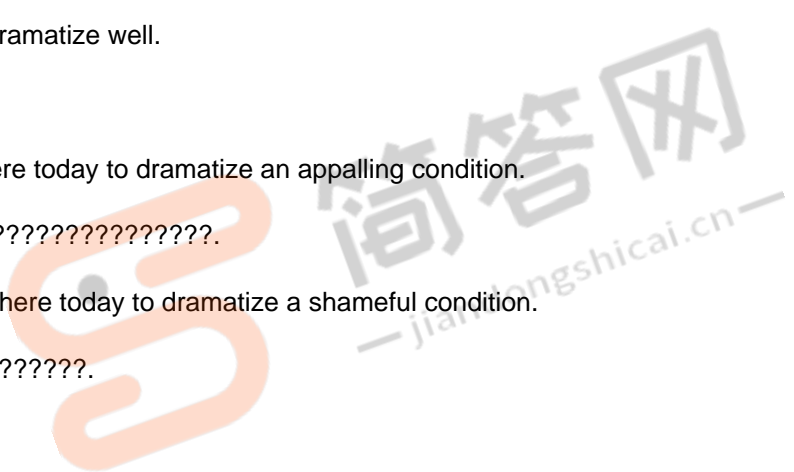 ramatize well.
ere today to dramatize an appalling condition.
???????????????.
here today to dramatize a shameful condition.
??????.
简答网
—jiandongshicai.cn—